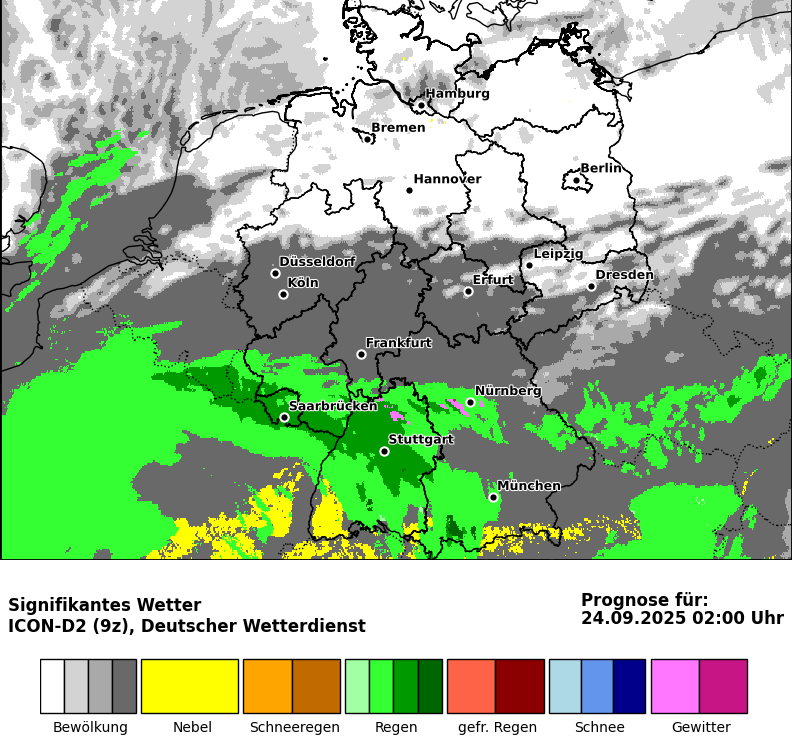 Hamburg
Bremen
Berlin
Hannover
Düsseldorf
Leipzig
Köln
Erfurt
Dresden
Frankfurt
Nürnberg
Saarbrücken
Stuttgart
München
Signifikantes Wetter
ICON-D2 (9z), Deutscher Wetterdienst
Prognose für:
24.09.2025 02:00 Uhr
Bewölkung
Nebel
Schneeregen
Regen
gefr. Regen
Schnee
Gewitter